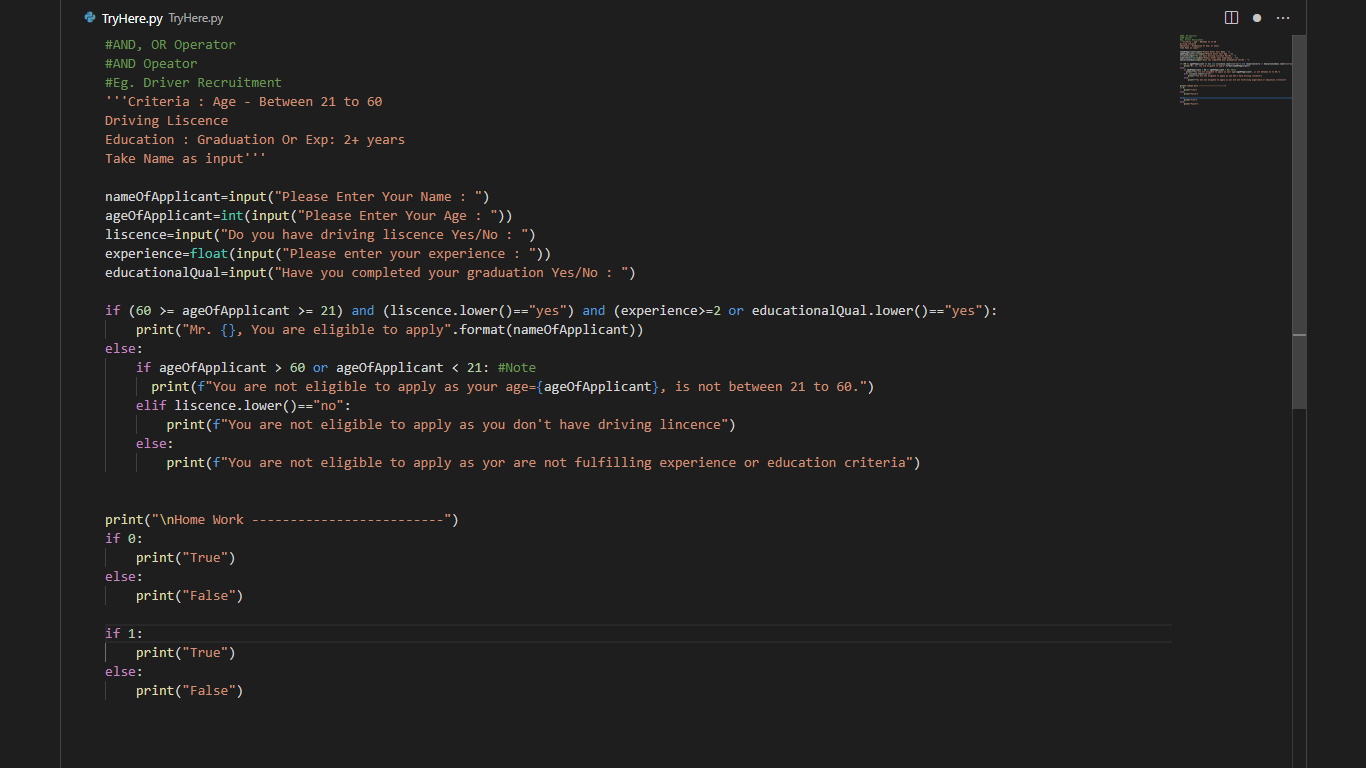 TryHere.py TryHere.py
#AND, OR Operator
#AND Opeator
#Eg. Driver Recruitment
'''Criteria : Age - Between 21 to 60
Driving Liscence
Education : Graduation Or Exp: 2+ years
Take Name as input'''
nameOfApplicant=input("Please Enter Your Name : ")
ageOfApplicant=int(input("Please Enter Your Age : "))
liscence=input("Do you have driving liscence Yes/No : ")
experience=float(input("Please enter your experience : "))
educationalQual=input("Have you completed your graduation Yes/No : ")
if (60 >= ageOfApplicant >= 21) and (liscence.lower()=="yes") and (experience>=2 or educationalQual.lower()=="yes"):
    print("Mr. {}, You are eligible to apply".format(nameOfApplicant))
else:
    if ageOfApplicant > 60 or ageOfApplicant < 21: #Note
      print(f"You are not eligible to apply as your age={ageOfApplicant}, is not between 21 to 60.")
    elif liscence.lower()=="no":
        print(f"You are not eligible to apply as you don't have driving lincence")
    else:
        print(f"You are not eligible to apply as yor are not fulfilling experience or education criteria")
print("\nHome Work -------------------------")
if 0:
    print("True")
else:
    print("False")
if 1:
    print("True")
else:
    print("False")